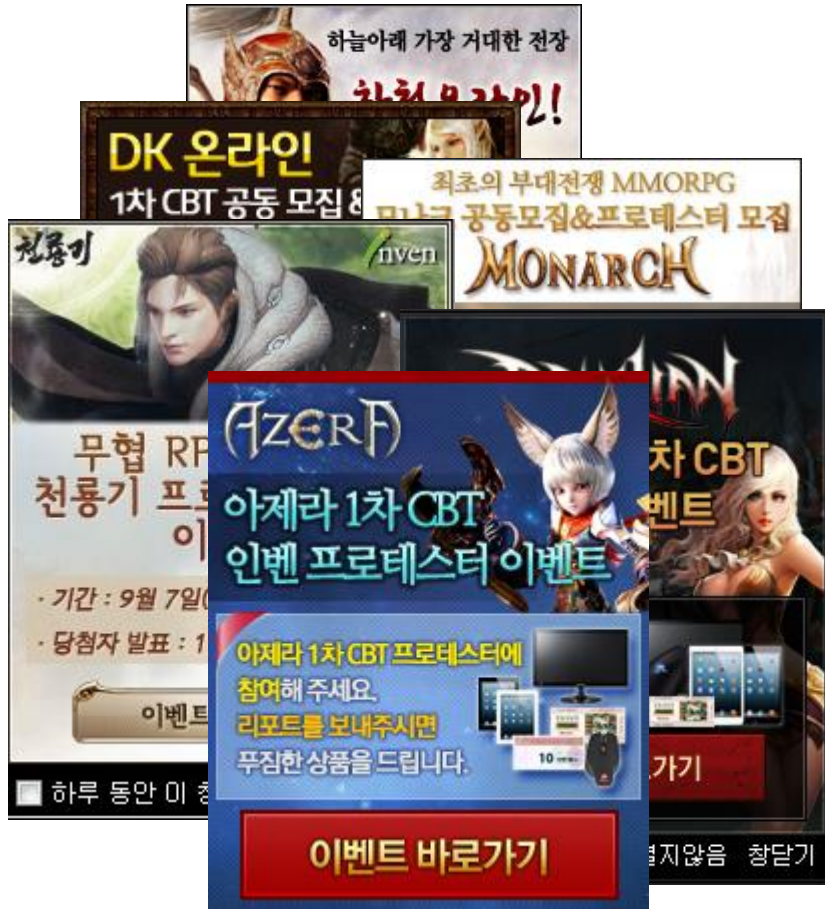 하늘아래 가장 거대한 전장
온라인!
DK 온라인
1차 CBT 공동 모집 &
최초의 부대전쟁 MMORPG
모나크 공동모집&프로테스터 모집
MONARCH
천룡기
inven
무협 RP
천룡기 프로
이
· 기간 : 9월 7일(
· 당첨자 발표 : 1
이벤트
하루 동안 이 창
차 CBT
벤트
가기
열지않음 창닫기
AZERA
아제라 1차 CBT
인벤 프로테스터 이벤트
아제라 1차 CBT 프로테스터에
참여해 주세요.
리포트를 보내주시면
푸짐한 상품을 드립니다.
10
이벤트 바로가기